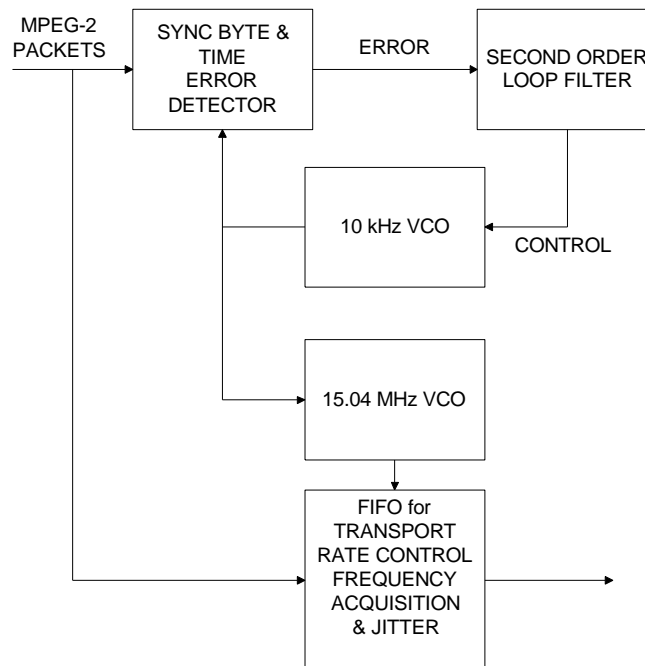 MPEG-2
PACKETS
SYNC BYTE &
TIME
ERROR
DETECTOR
ERROR
SECOND ORDER
LOOP FILTER
10 kHz VCO
CONTROL
15.04 MHz VCO
FIFO for
TRANSPORT
RATE CONTROL
FREQUENCY
ACQUISITION
& JITTER